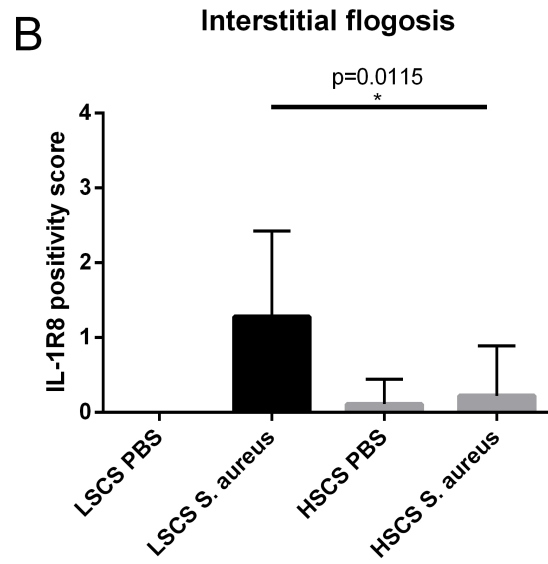 B
Interstitial flogosis
p=0.0115
*
IL-1R8 positivity score
4
3
2
1
0
LSCS PBS
LSCS S. aureus
HSCS PBS
HSCS S. aureus